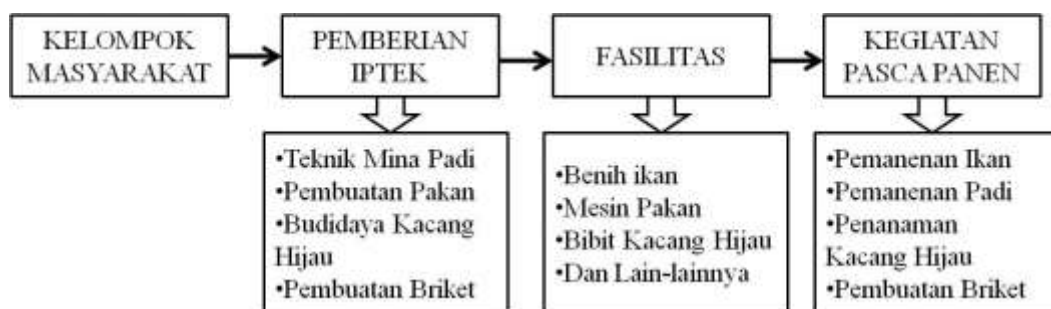 KELOMPOK
MASYARAKAT
PEMBERIAN
IPTEK
FASILITAS
KEGIATAN
PASCA PANEN
•Teknik Mina Padi
•Pembuatan Pakan
•Budidaya Kacang
Hijau
•Pembuatan Briket
•Benih ikan
•Mesin Pakan
•Bibit Kacang Hijau
•Dan Lain-lainnya
•Pemanenan Ikan
•Pemanenan Padi
•Penanaman
Kacang Hijau
•Pembuatan Briket